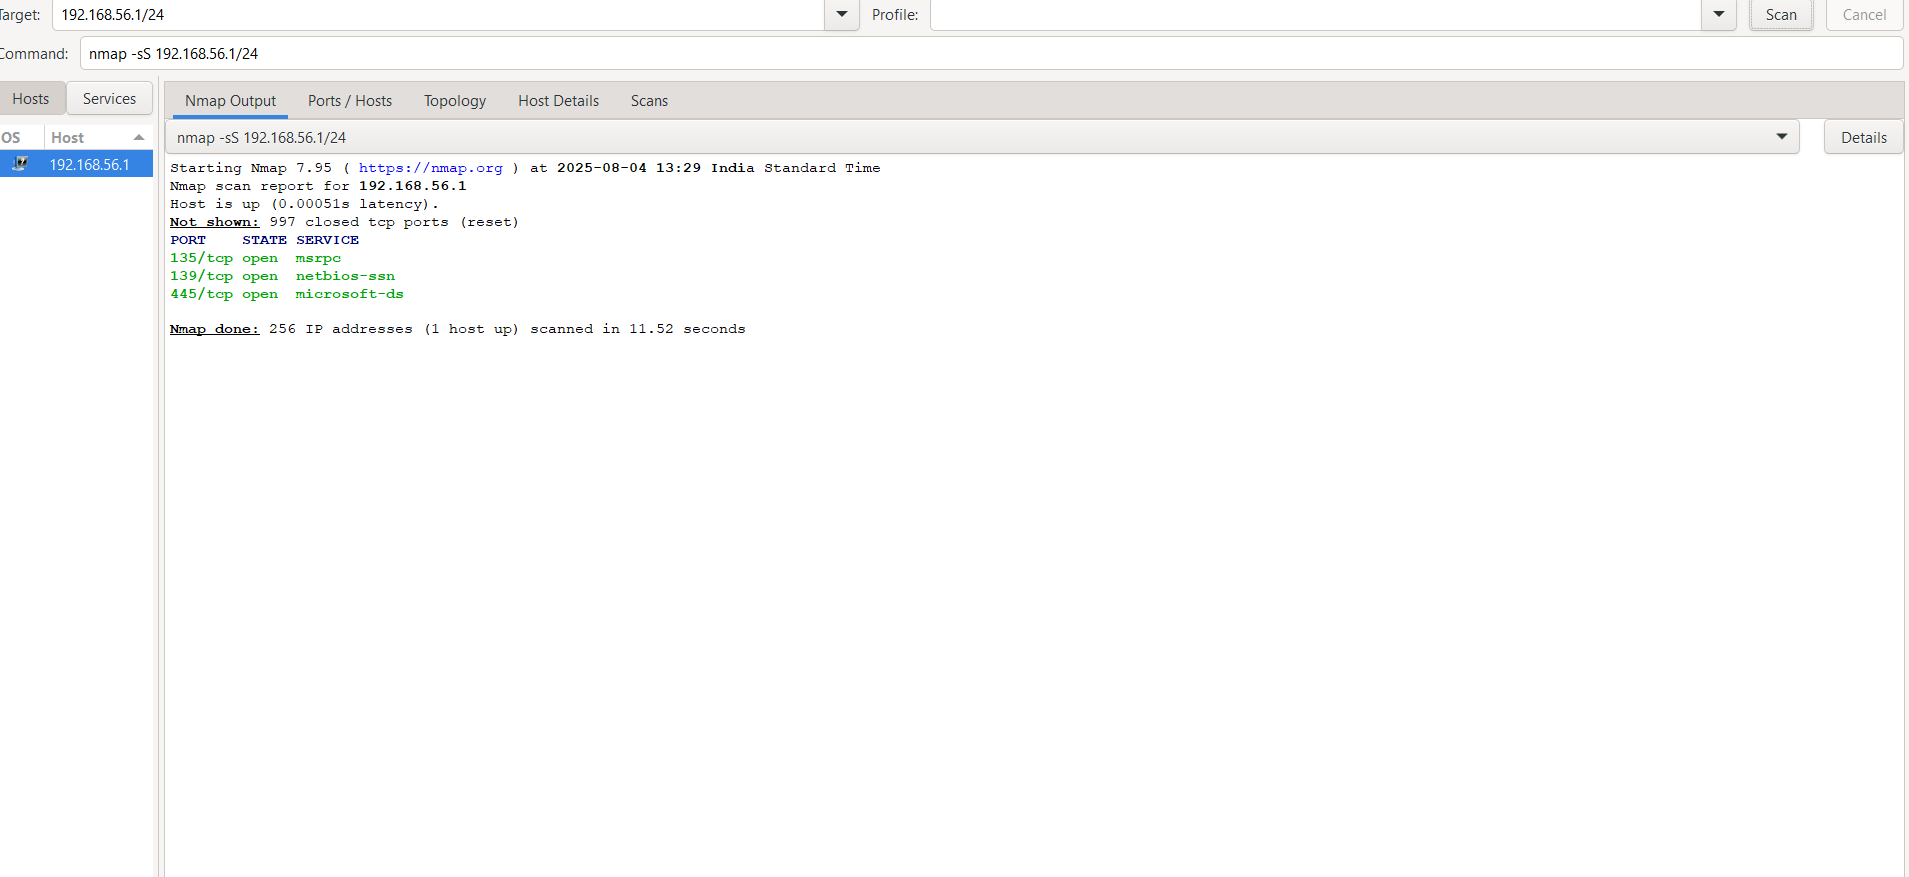 Target: 192.168.56.1/24 Profile: Scan Cancel
Command: nmap -sS 192.168.56.1/24
Hosts Services Nmap Output Ports / Hosts Topology Host Details Scans
OS Host nmap -sS 192.168.56.1/24 Details
192.168.56.1
Starting Nmap 7.95 ( https://nmap.org ) at 2025-08-04 13:29 India Standard Time
Nmap scan report for 192.168.56.1
Host is up (0.00051s latency).
Not shown: 997 closed tcp ports (reset)
PORT    STATE SERVICE
135/tcp open  msrpc
139/tcp open  netbios-ssn
445/tcp open  microsoft-ds
Nmap done: 256 IP addresses (1 host up) scanned in 11.52 seconds